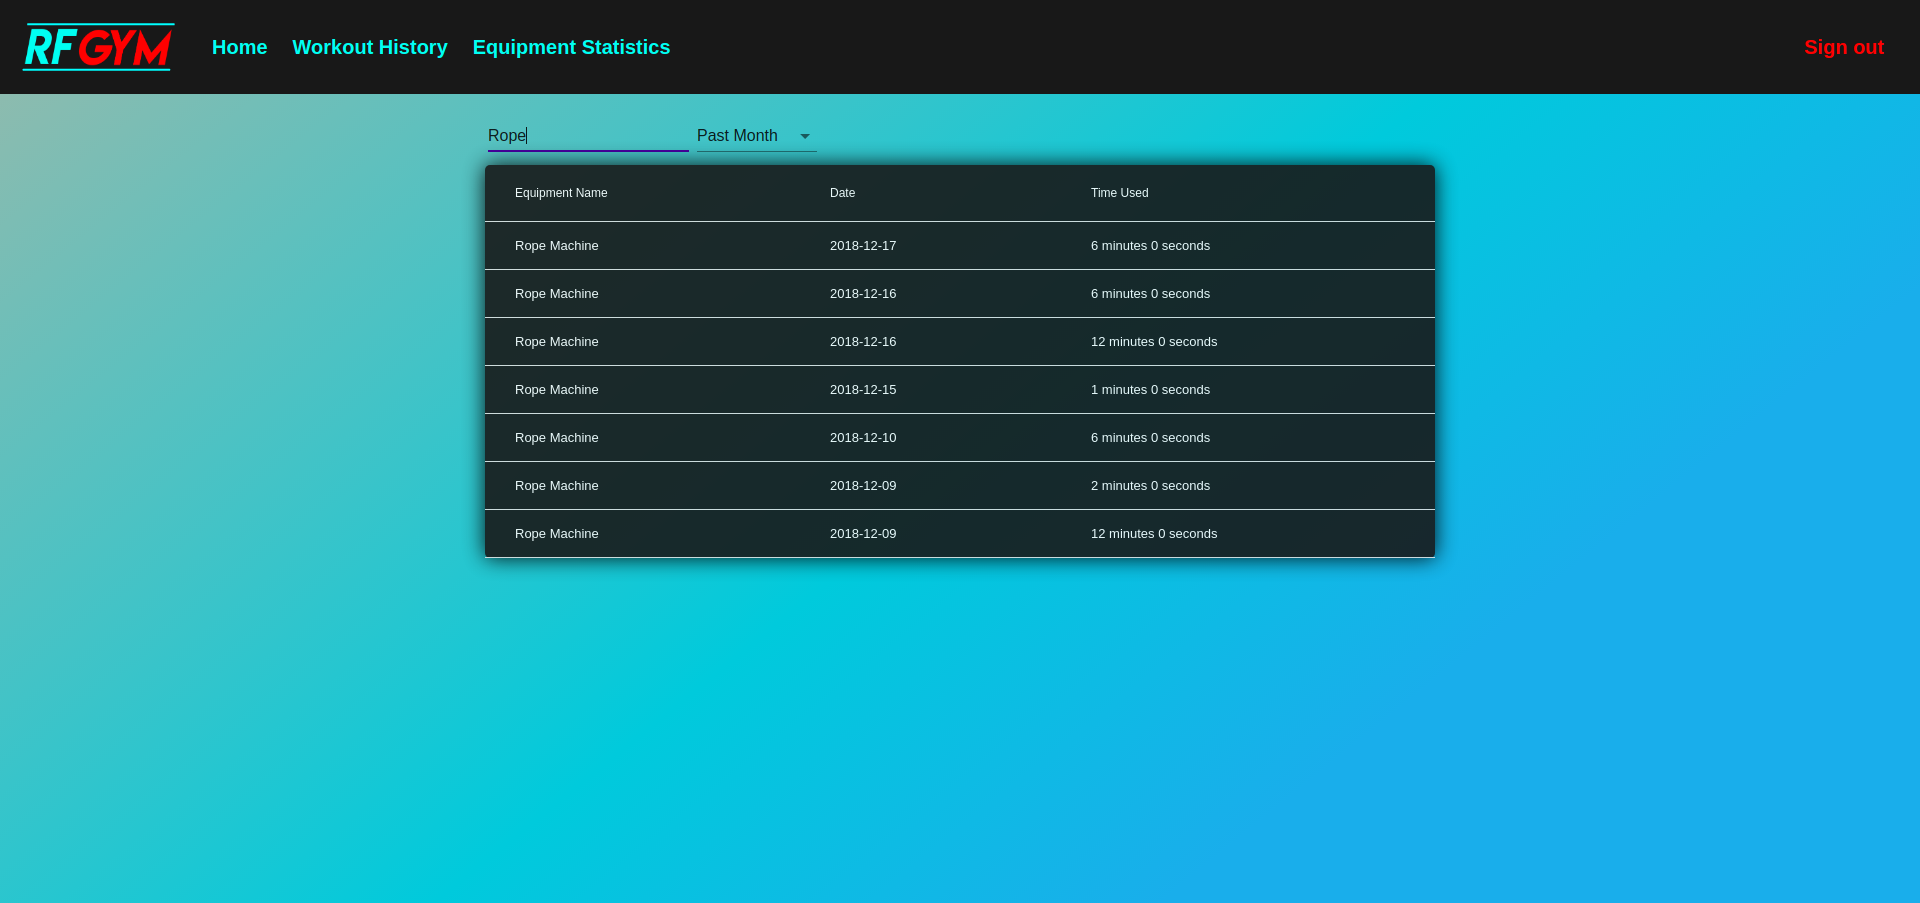 RFGYM Home Workout History Equipment Statistics Sign out
Rope Past Month
Equipment Name Date Time Used
Rope Machine 2018-12-17 6 minutes 0 seconds
Rope Machine 2018-12-16 6 minutes 0 seconds
Rope Machine 2018-12-16 12 minutes 0 seconds
Rope Machine 2018-12-15 1 minutes 0 seconds
Rope Machine 2018-12-10 6 minutes 0 seconds
Rope Machine 2018-12-09 2 minutes 0 seconds
Rope Machine 2018-12-09 12 minutes 0 seconds